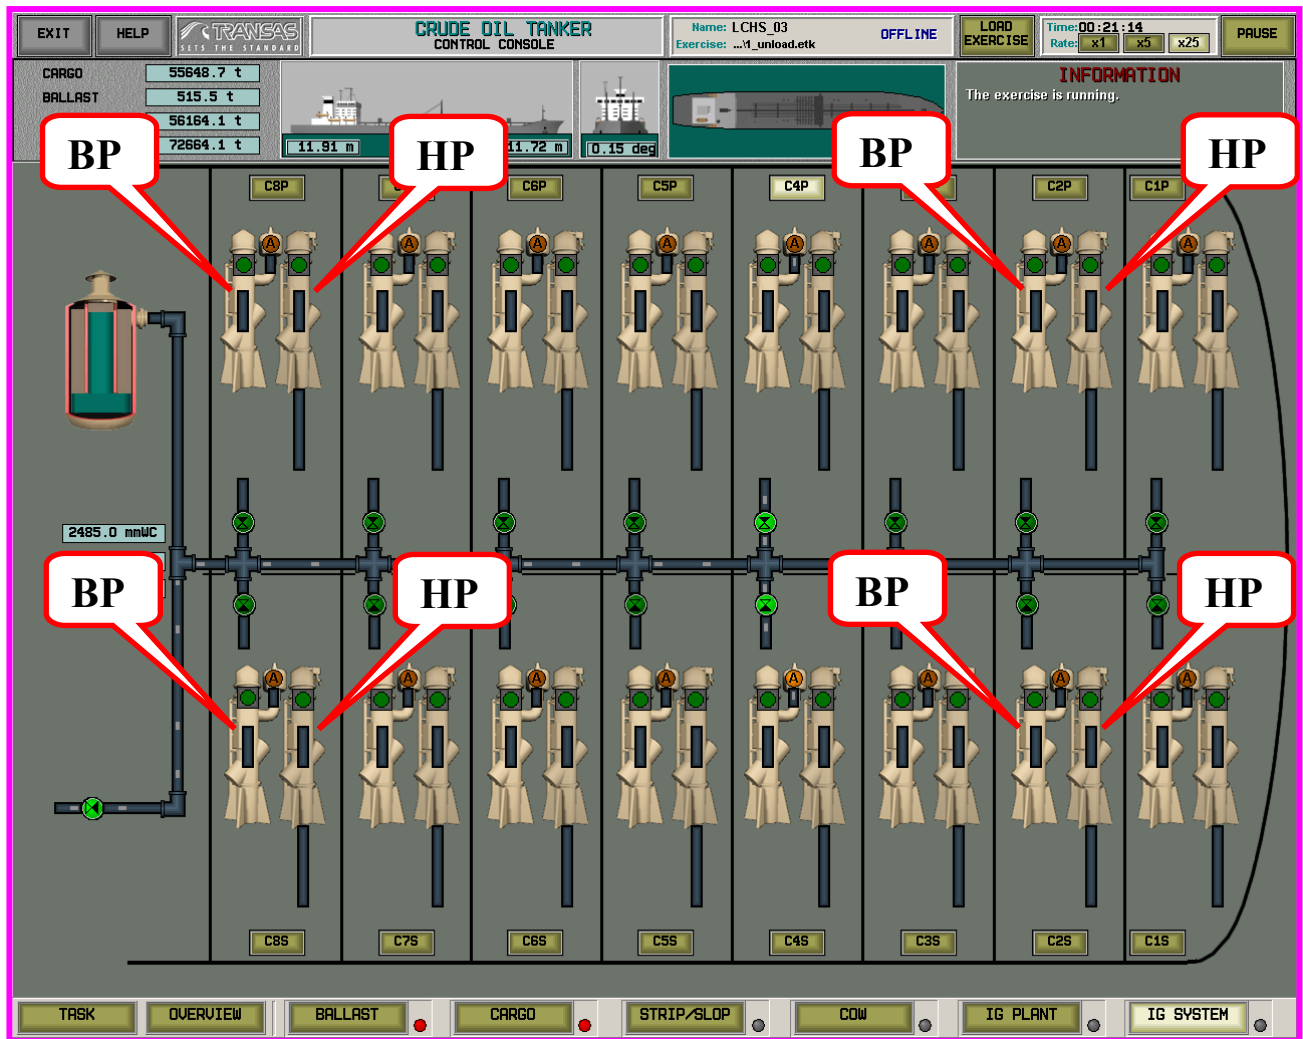 EXIT
HELP
TRANSAS
SETS THE STANDARD
CRUDE OIL TANKER
CONTROL CONSOLE
Name: LCHS_03
Exercise: ...\1_unload.etk
OFFLINE
LOAD
EXERCISE
Time:00:21:14
Rate: x1 x5 x25
PAUSE
CARGO 55648.7 t
BALLAST 515.5 t
56164.1 t
72664.1 t
11.91 m
11.72 m
0.15 deg
INFORMATION
The exercise is running.
BP
HP
BP
HP
C8P
C6P
C5P
C4P
C2P
C1P
A A A A A A A A
2485.0 mmWC
BP
HP
BP
HP
A A A A A A A A
C8S
C7S
C6S
C5S
C4S
C3S
C2S
C1S
TASK
OVERVIEW
BALLAST
CARGO
STRIP/SLOP
COW
IG PLANT
IG SYSTEM